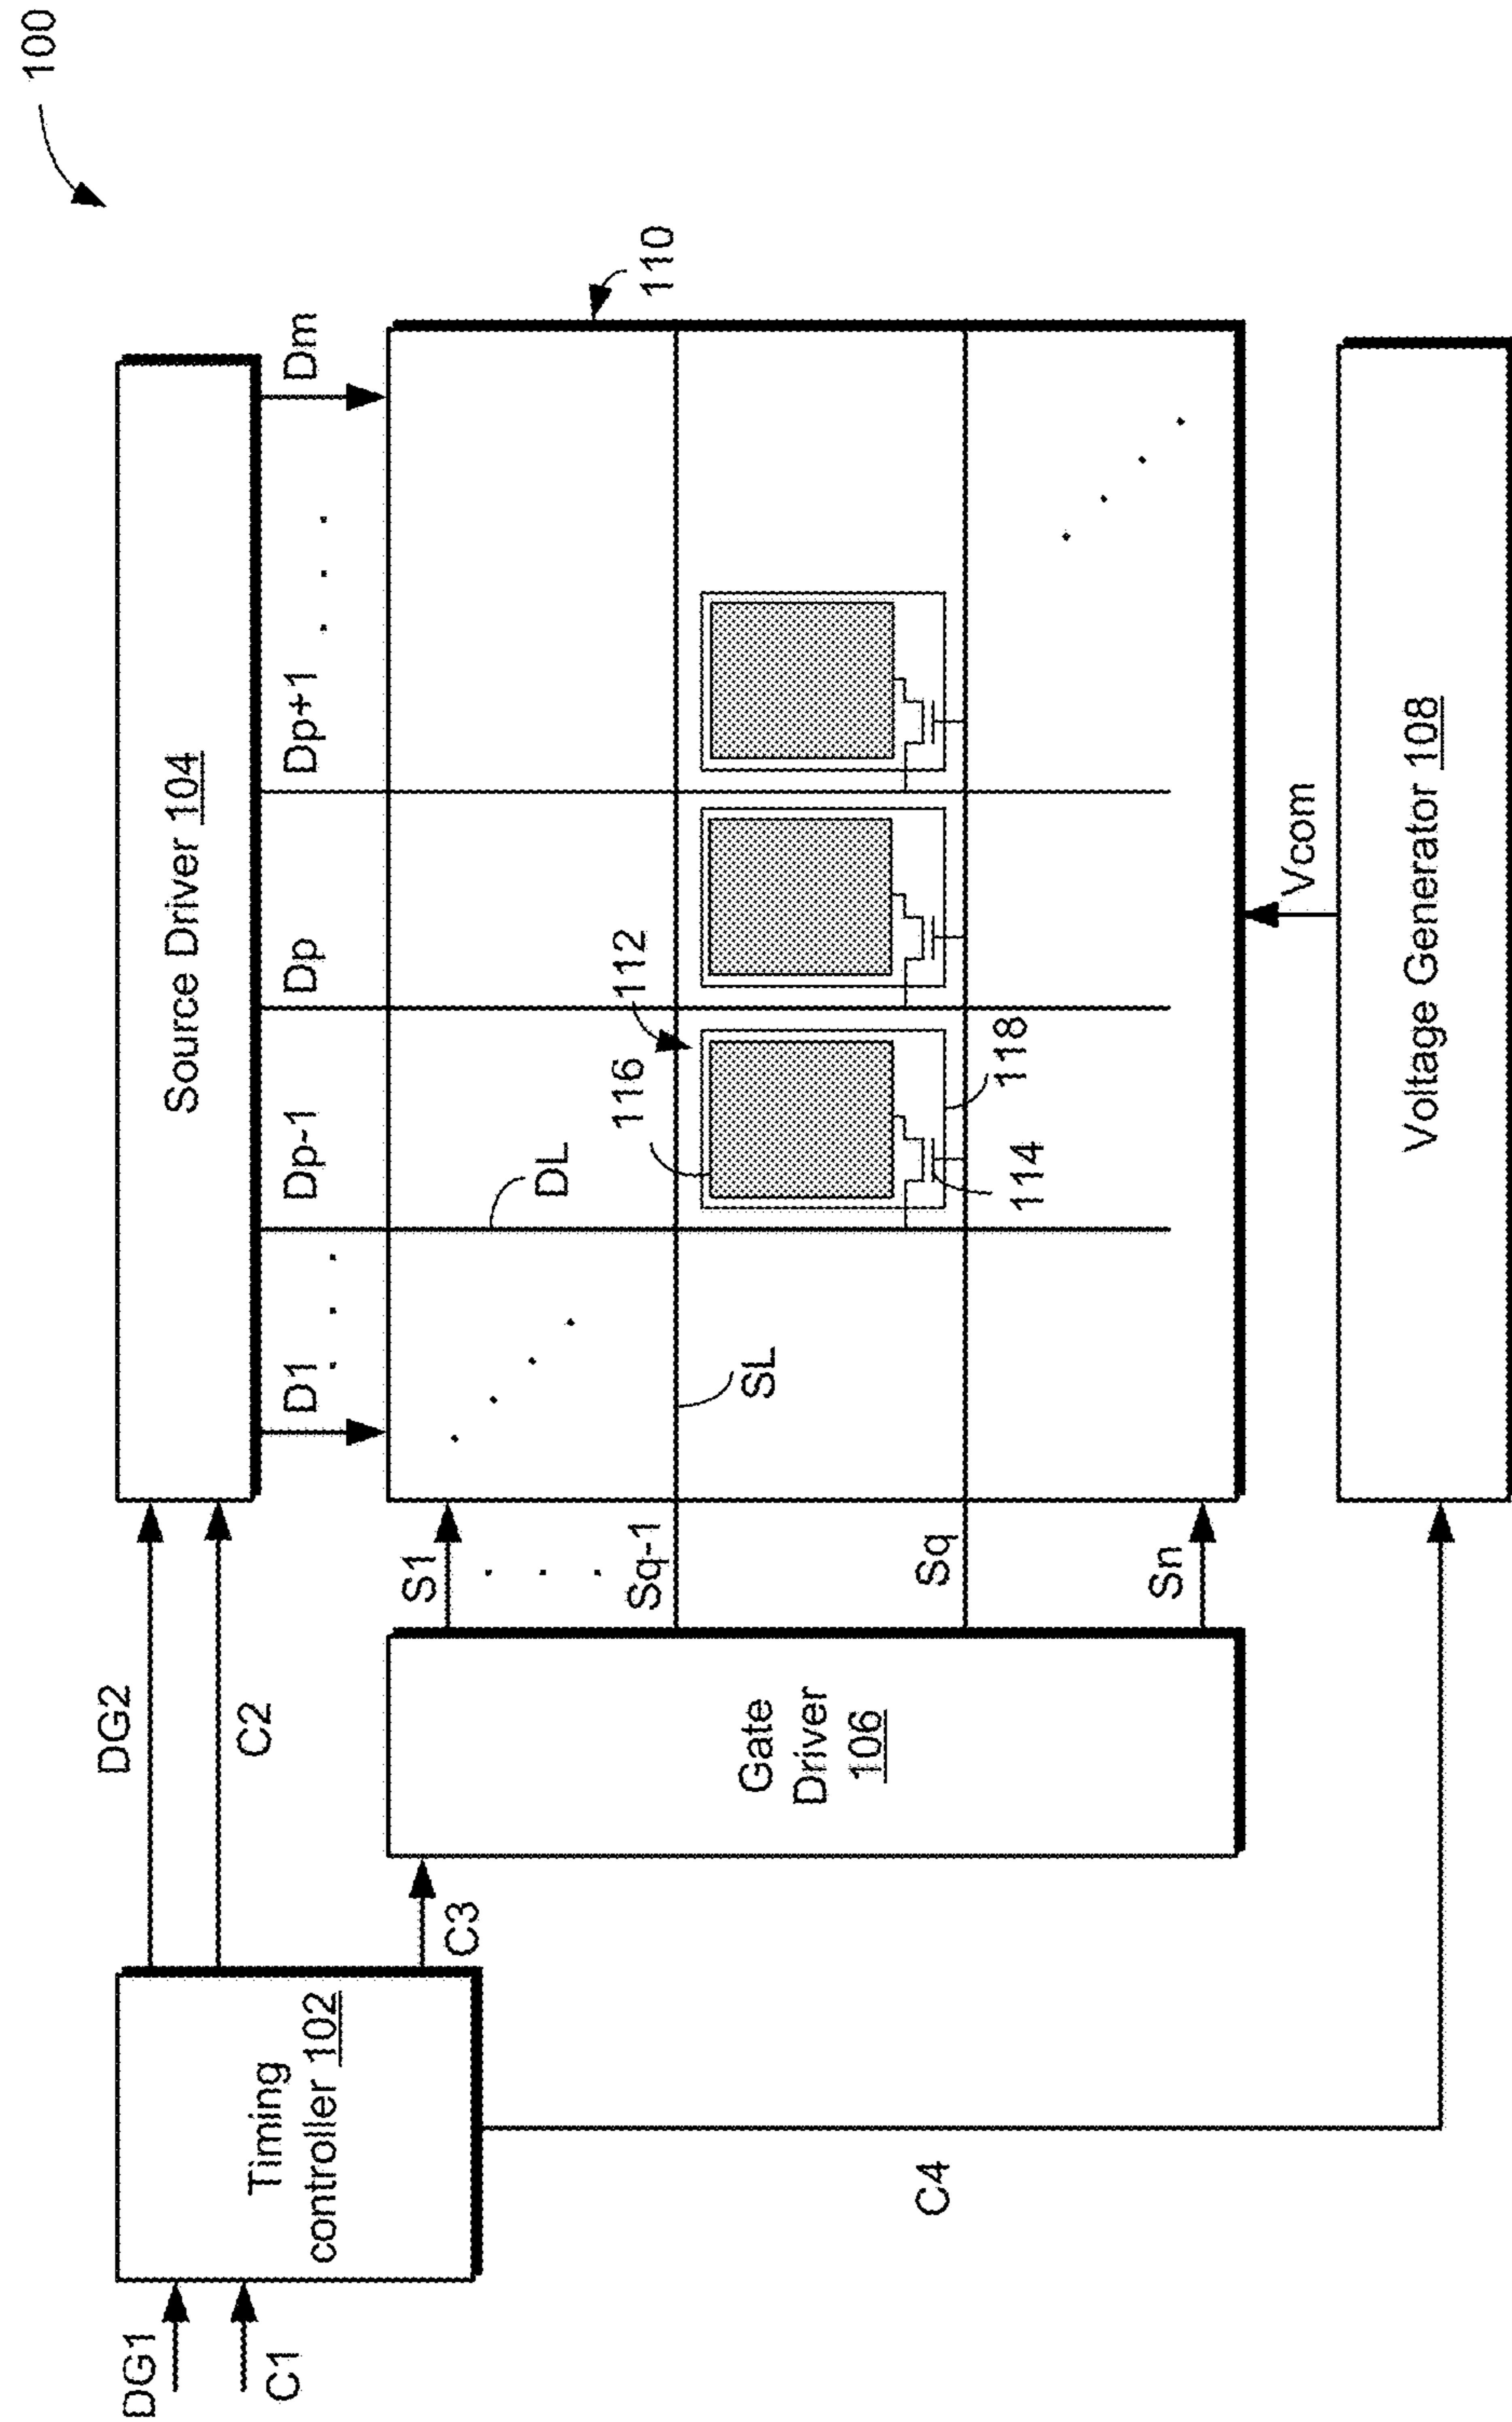 100
Source Driver 104
DG2
C2
D1
Dp-1
Dp
Dp+1
Dm
DG1
C1
Timing
controller 102
C3
C4
Gate
Driver
106
S1
Sq-1
Sq
Sn
DL
SL
116
112
114
118
110
Vcom
Voltage Generator 108